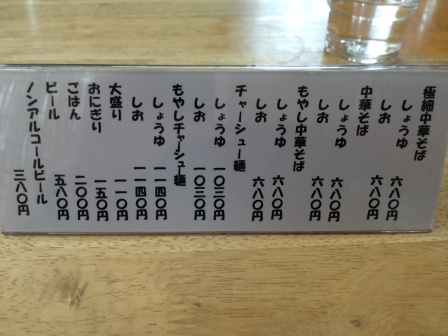 極細中華そば
しょうゆ 六八〇円
しお 六八〇円
中華そば
しょうゆ 六八〇円
しお 六八〇円
もやし中華そば
しょうゆ 六八〇円
しお 六八〇円
チャーシュー麺
しょうゆ 一〇三〇円
しお 一〇三〇円
もやしチャーシュー麺
しょうゆ 一一四〇円
しお 一一四〇円
大盛り 一一〇円
おにぎり 一五〇円
ごはん 二〇〇円
ビール 五八〇円
ノンアルコールビール 三八〇円